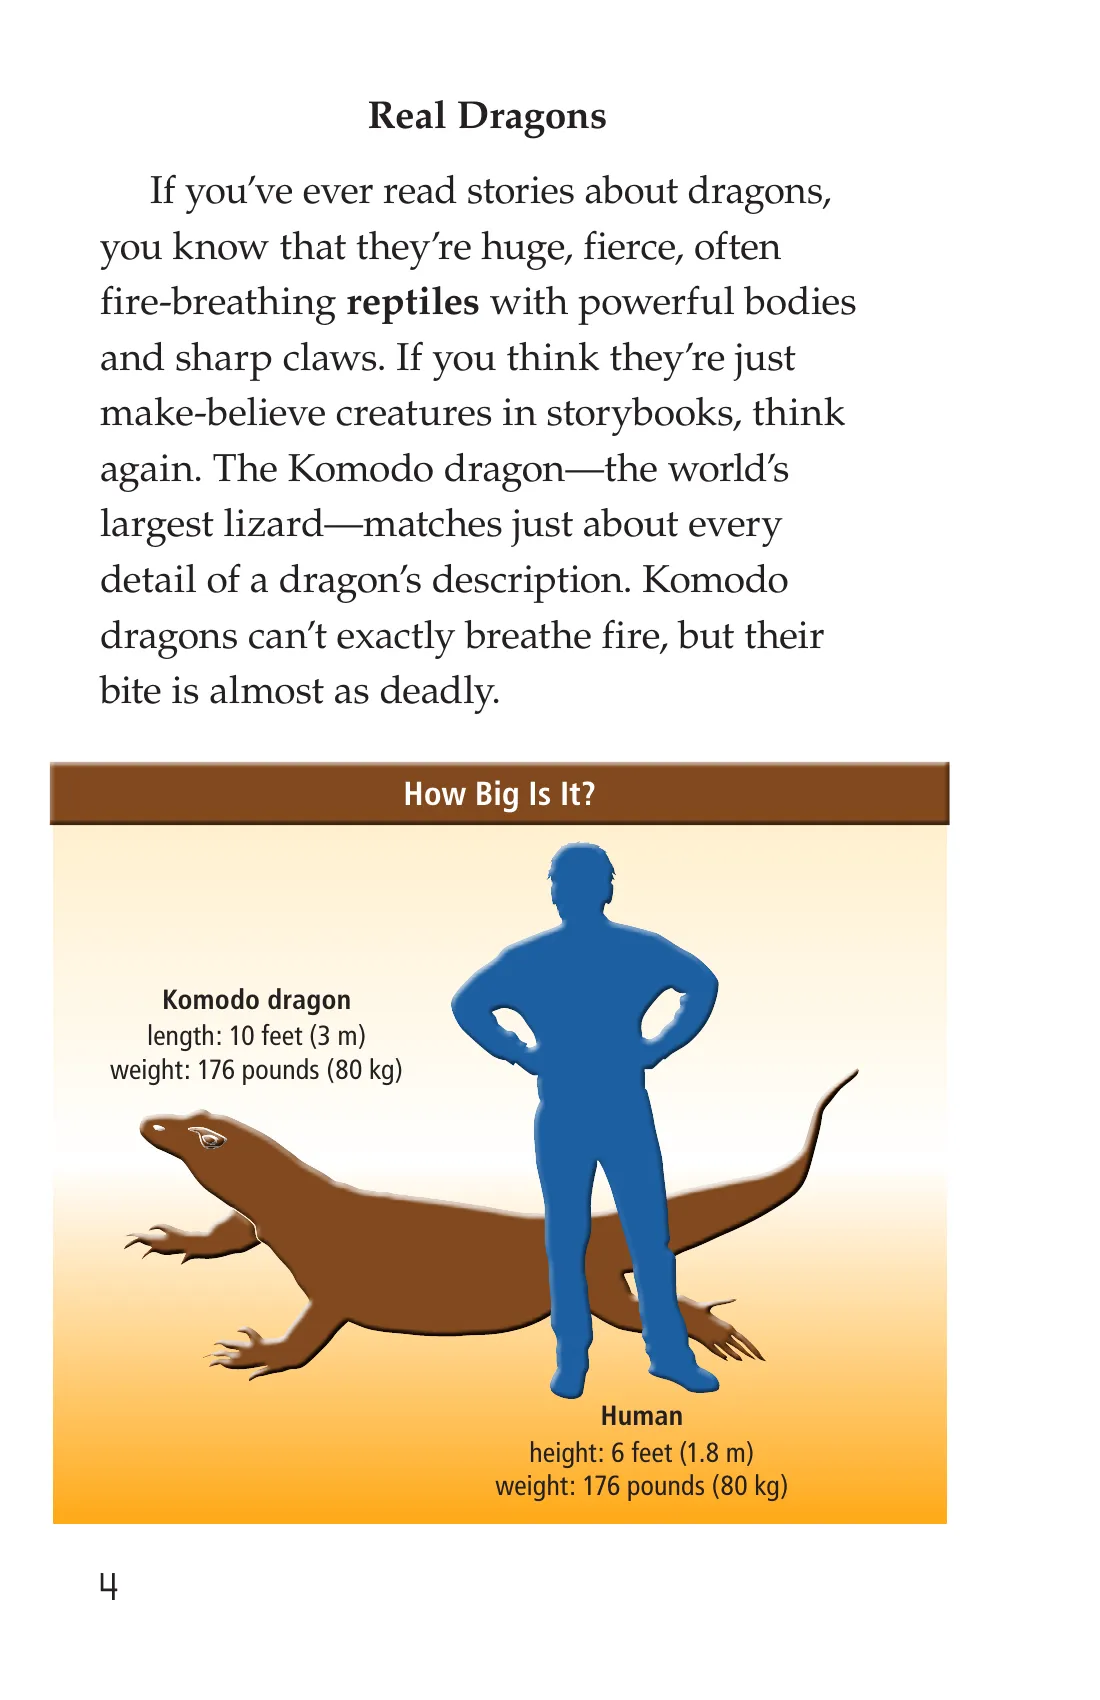 Real Dragons
If you’ve ever read stories about dragons,
you know that they’re huge, fierce, often
fire-breathing reptiles with powerful bodies
and sharp claws. If you think they’re just
make-believe creatures in storybooks, think
again. The Komodo dragon—the world’s
largest lizard—matches just about every
detail of a dragon’s description. Komodo
dragons can’t exactly breathe fire, but their
bite is almost as deadly.
How Big Is It?
Komodo dragon
length: 10 feet (3 m)
weight: 176 pounds (80 kg)
Human
height: 6 feet (1.8 m)
weight: 176 pounds (80 kg)
4